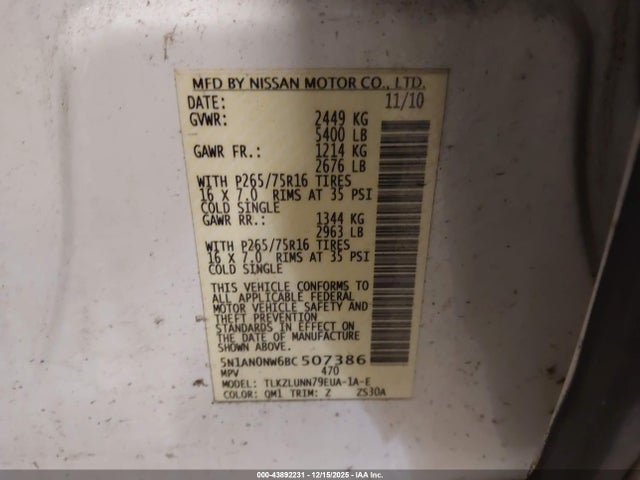 MFD BY NISSAN MOTOR CO., LTD.
DATE: 11/10
GVWR: 2449 KG
5400 LB
GAWR FR.: 1214 KG
2676 LB
WITH P265/75R16 TIRES
16 X 7.0 RIMS AT 35 PSI
COLD SINGLE
GAWR RR.: 1344 KG
2963 LB
WITH P265/75R16 TIRES
16 X 7.0 RIMS AT 35 PSI
COLD SINGLE
THIS VEHICLE CONFORMS TO
ALL APPLICABLE FEDERAL
MOTOR VEHICLE SAFETY AND
THEFT PREVENTION
STANDARDS IN EFFECT ON
THE DATE OF MANUFACTURE
SHOWN ABOVE.
5N1AN0NW6BC 507386
MPV 470
MODEL: TLKZLUNN79EUA-1A-E
COLOR: QM1 TRIM: Z ZS30A
000-43892231 - 12/15/2025 - IAA Inc.